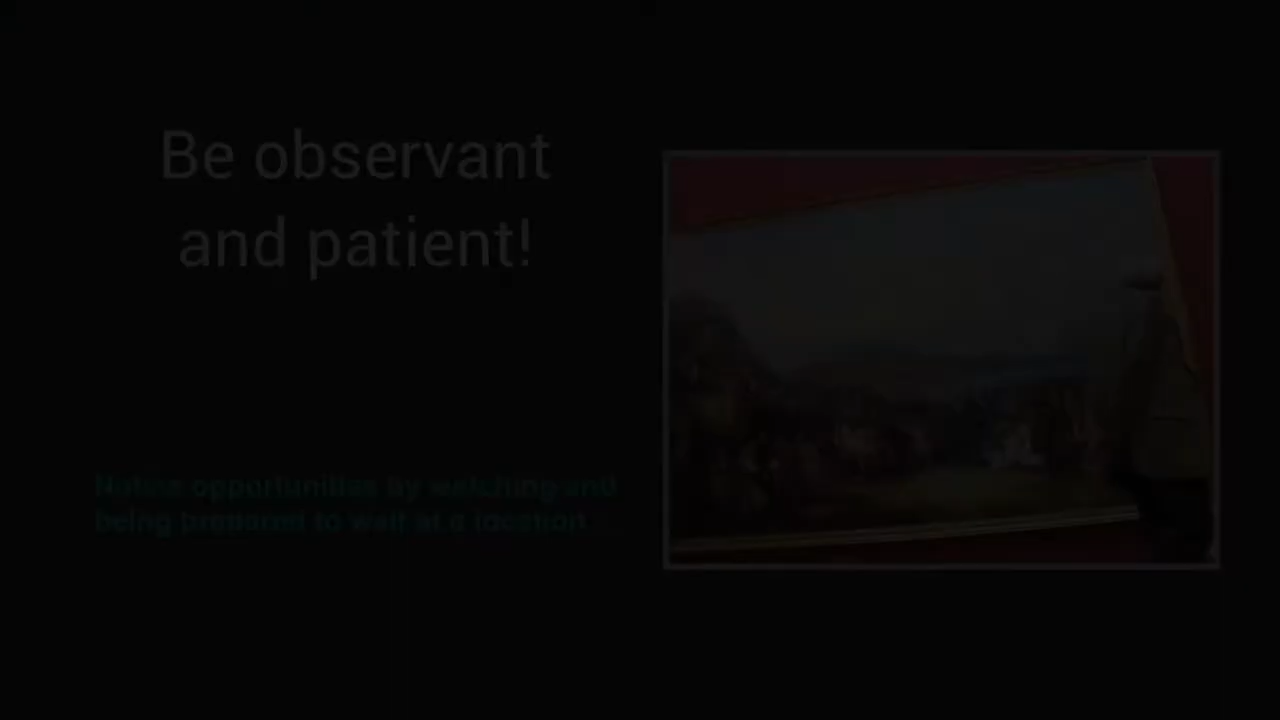 Be observant
and patient!
Notice opportunities by watching and
being prepared to wait at a location